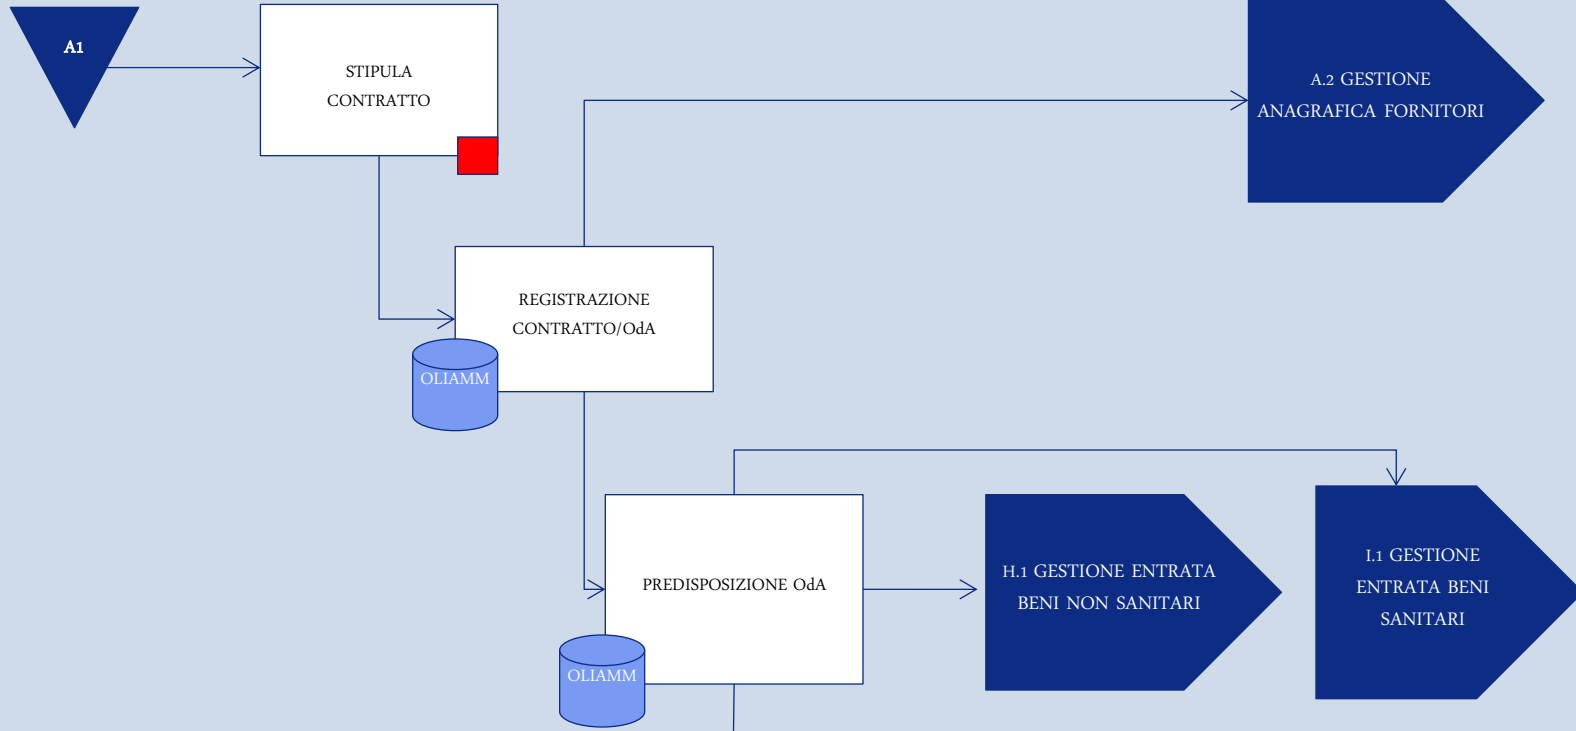 A1
STIPULA
CONTRATTO
A.2 GESTIONE
ANAGRAFICA FORNITORI
REGISTRAZIONE
CONTRATTO/OdA
OLIAMM
PREDISPOSIZIONE OdA
OLIAMM
H.1 GESTIONE ENTRATA
BENI NON SANITARI
I.1 GESTIONE
ENTRATA BENI
SANITARI